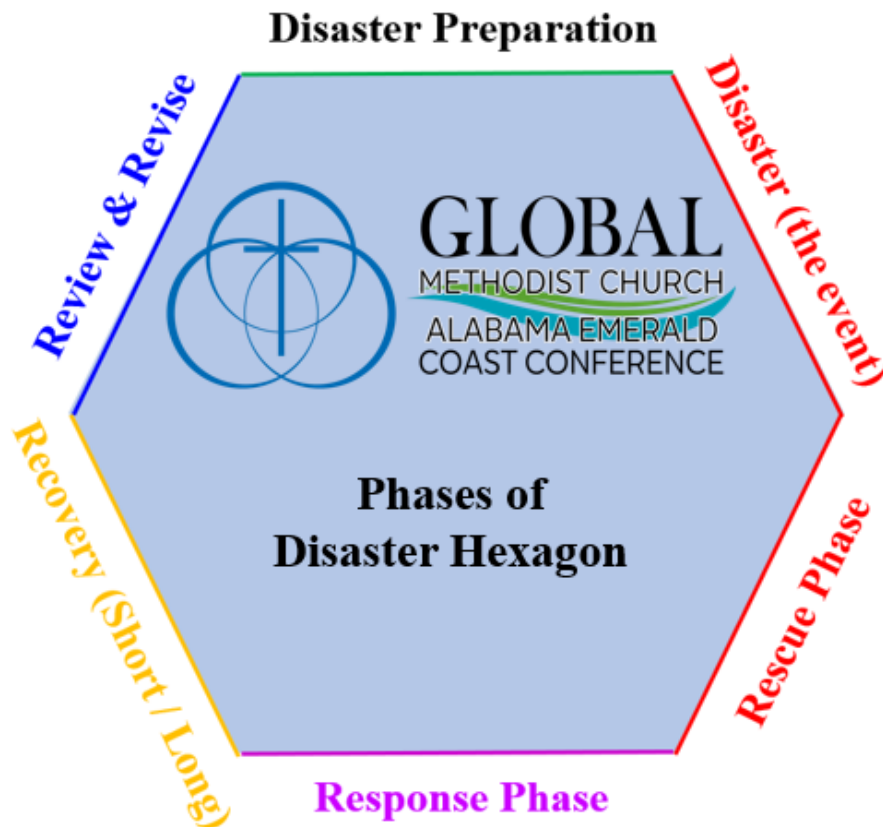 Disaster Preparation
Disaster (the event)
Rescue Phase
Response Phase
Recovery (Short / Long)
Review & Revise
GLOBAL
METHODIST CHURCH
ALABAMA EMERALD
COAST CONFERENCE
Phases of
Disaster Hexagon